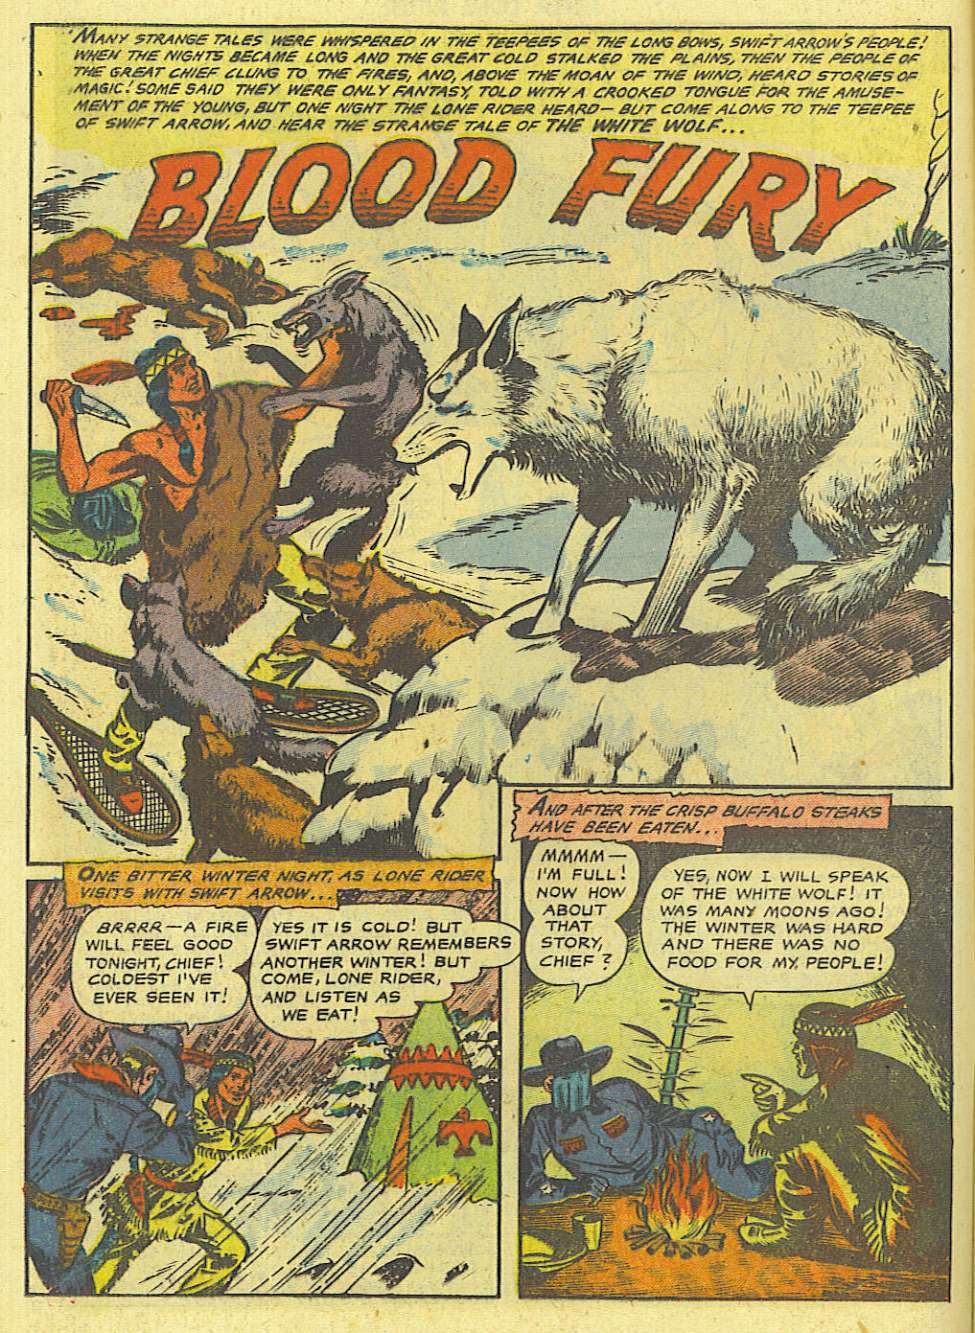 MANY STRANGE TALES WERE WHISPERED IN THE TEEPEES OF THE LONG BOWS, SWIFT ARROW'S PEOPLE!
WHEN THE NIGHTS BECAME LONG AND THE GREAT COLD STALKED THE PLAINS, THEN THE PEOPLE OF
THE GREAT CHIEF CLUNG TO THE FIRES, AND, ABOVE THE MOAN OF THE WIND, HEARD STORIES OF
MAGIC! SOME SAID THEY WERE ONLY FANTASY, TOLD WITH A CROOKED TONGUE FOR THE AMUSE-
MENT OF THE YOUNG, BUT ONE NIGHT THE LONE RIDER HEARD— BUT COME ALONG TO THE TEEPEE
OF SWIFT ARROW, AND HEAR THE STRANGE TALE OF THE WHITE WOLF...
BLOOD FURY
ONE BITTER WINTER NIGHT, AS LONE RIDER
VISITS WITH SWIFT ARROW...
BRRRR—A FIRE
WILL FEEL GOOD
TONIGHT, CHIEF!
COLDEST I'VE
EVER SEEN IT!
YES IT IS COLD! BUT
SWIFT ARROW REMEMBERS
ANOTHER WINTER! BUT
COME, LONE RIDER,
AND LISTEN AS
WE EAT!
AND AFTER THE CRISP BUFFALO STEAKS
HAVE BEEN EATEN...
MMMM—
I'M FULL!
NOW HOW
ABOUT
THAT
STORY,
CHIEF?
YES, NOW I WILL SPEAK
OF THE WHITE WOLF! IT
WAS MANY MOONS AGO!
THE WINTER WAS HARD
AND THERE WAS NO
FOOD FOR MY PEOPLE!